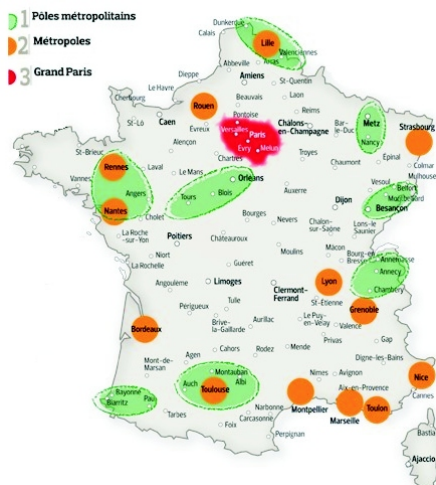 1 Pôles métropolitains
2 Métropoles
3 Grand Paris
Dunkerdue
Calais
Lille
Valenciennes
Arras
Abbeville
Dieppe
Amiens
St-Quentin
Le Havre
Cherbourg
Rouen
Beauvais
Laon
St-Lô
Caen
Pontoise
Reims
Évreux
Versailles
Paris
Châlons-
en-Champagne
Bar-
le-Duc
Metz
Nancy
Strasbourg
Alençon
Evry
Melun
St-Brieuc
Rennes
Laval
Chartres
Troyes
Chaumont
Épinal
Colmar
Mulhouse
Vannes
Le Mans
Orléans
Angers
Blois
Tours
Auxerre
Vesoul
Belfort
Montbéliard
Dijon
Besançon
Nantes
Cholet
Bourges
Nevers
Chalon-
sur-Saône
Lons-le-
Saunier
La Roche-
sur-Yon
Poitiers
Châteauroux
Mâcon
Bourg-en-
Bresse
Annemasse
Niort
Moulins
Annecy
La Rochelle
Guéret
Limoges
Clermont-
Ferrand
Lyon
Chambéry
Angouleme
St-Étienne
Grenoble
Tulle
Périgueux
Le Puy-
en-Velay
Valence
Bordeaux
Brive-
la-Gaillarde
Aurillac
Privas
Gap
Cahors
Rodez
Mende
Agen
Digne-les-Bains
Mont-de-
Marsan
Montauban
Auch
Albi
Toulouse
Nimes
Avignon
Nice
Aix-en-Provence
Cannes
Bayonne
Biarritz
Pau
Tarbes
Montpellier
Marseille
Toulon
Narbonne
Carcassonne
Foix
Perpignan
Bastia
Ajaccio